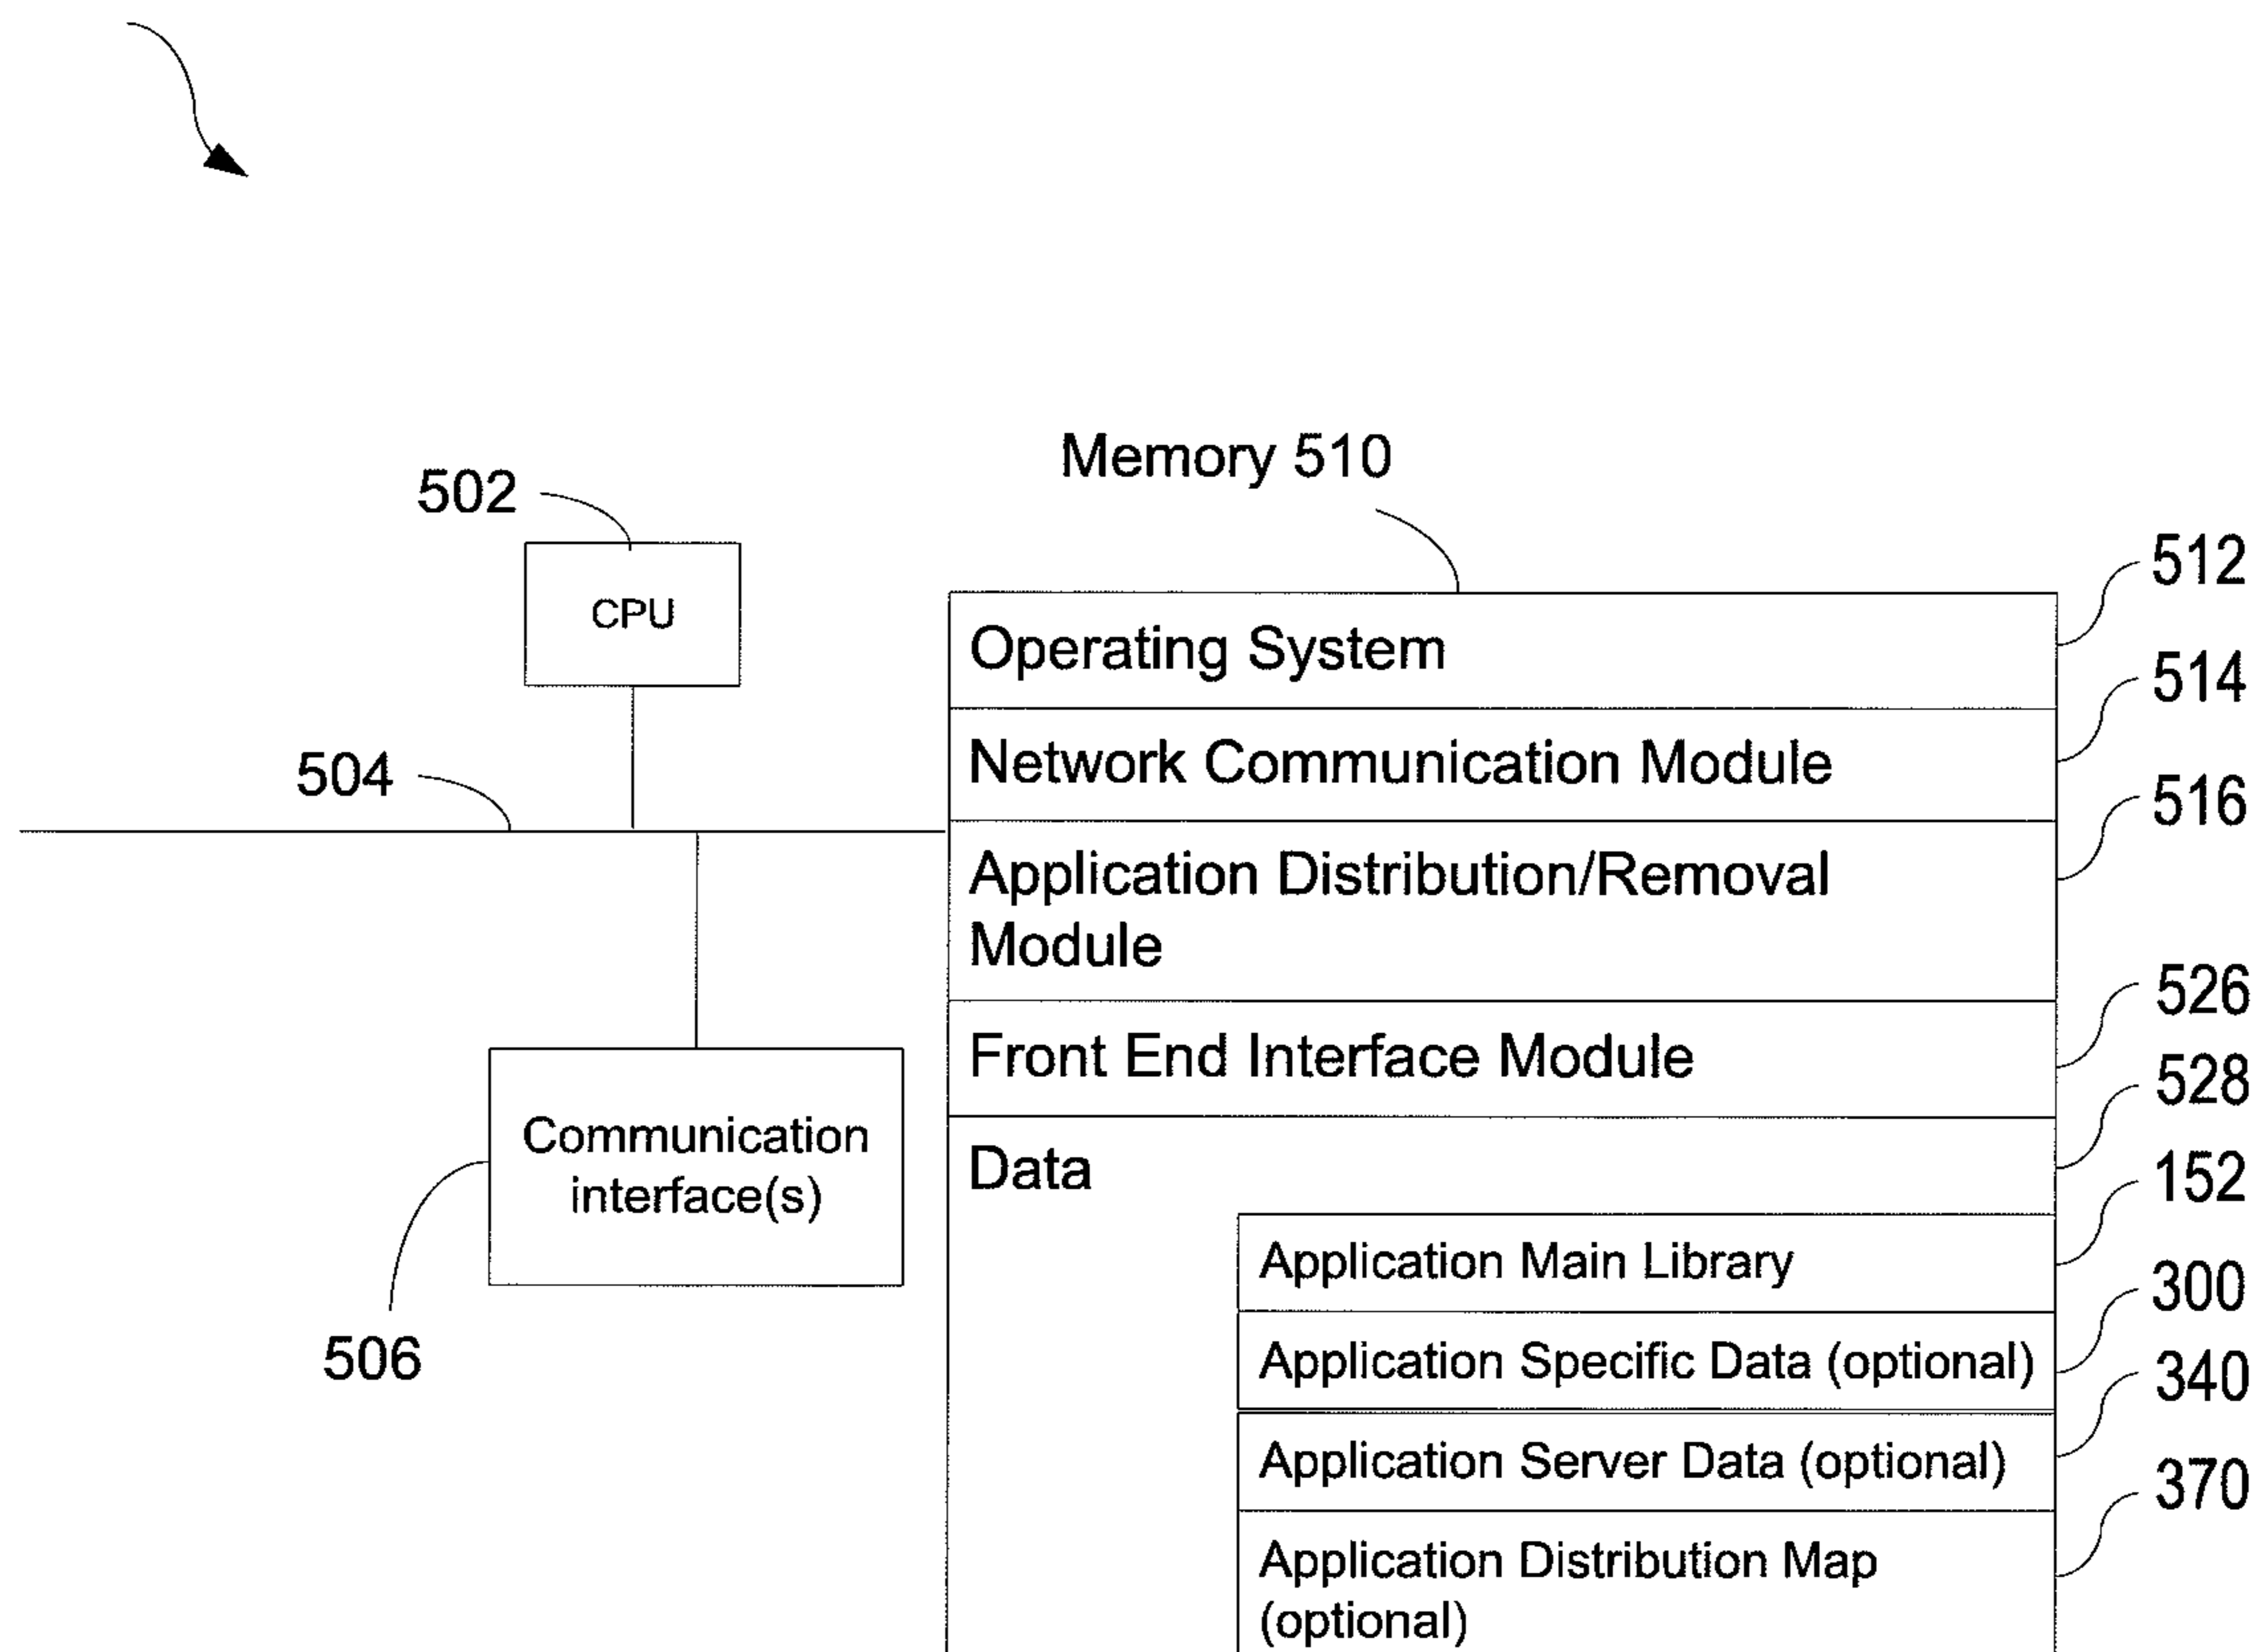 Memory 510
502
CPU
512
Operating System
514
Network Communication Module
504
516
Application Distribution/Removal
Module
526
Front End Interface Module
528
Communication
interface(s)
506
Data
152
Application Main Library
300
Application Specific Data (optional)
340
Application Server Data (optional)
370
Application Distribution Map
(optional)